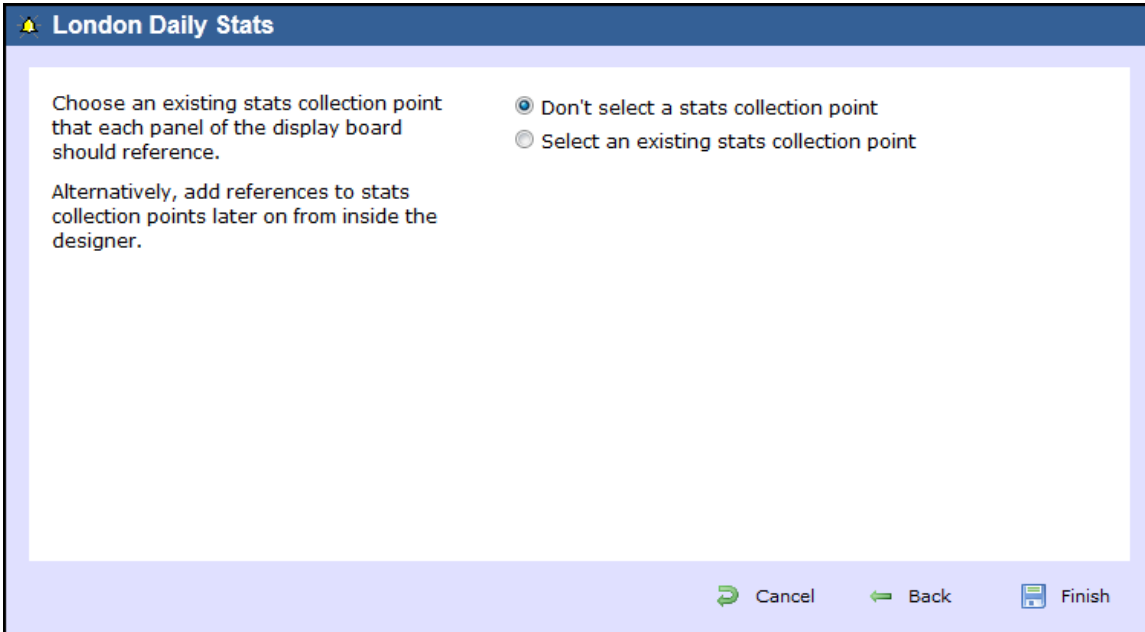 London Daily Stats
Choose an existing stats collection point
that each panel of the display board
should reference.
Alternatively, add references to stats
collection points later on from inside the
designer.
Don't select a stats collection point
Select an existing stats collection point
Cancel
Back
Finish